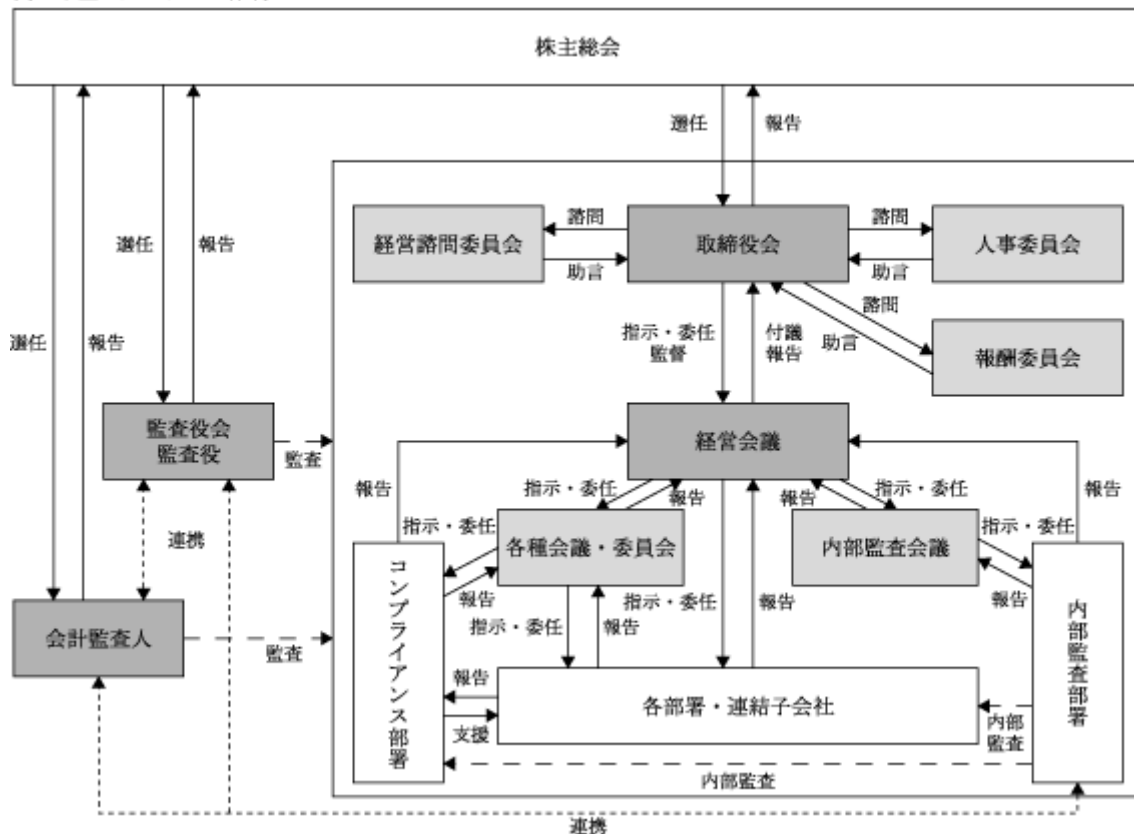 株主総会
選任
報告
経営諮問委員会
諮問
助言
取締役会
諮問
助言
人事委員会
選任
報告
諮問
助言
報酬委員会
選任
報告
指示・委任
監督
付議
報告
監査役会
監査役
監査
経営会議
報告
指示・委任
報告
報告
指示・委任
報告
連携
指示・委任
各種会議・委員会
内部監査会議
指示・委任
コンプライアンス部署
報告
指示・委任
報告
報告
内部監査部署
会計監査人
監査
指示・委任
報告
報告
支援
各部署・連結子会社
内部
監査
内部監査
連携